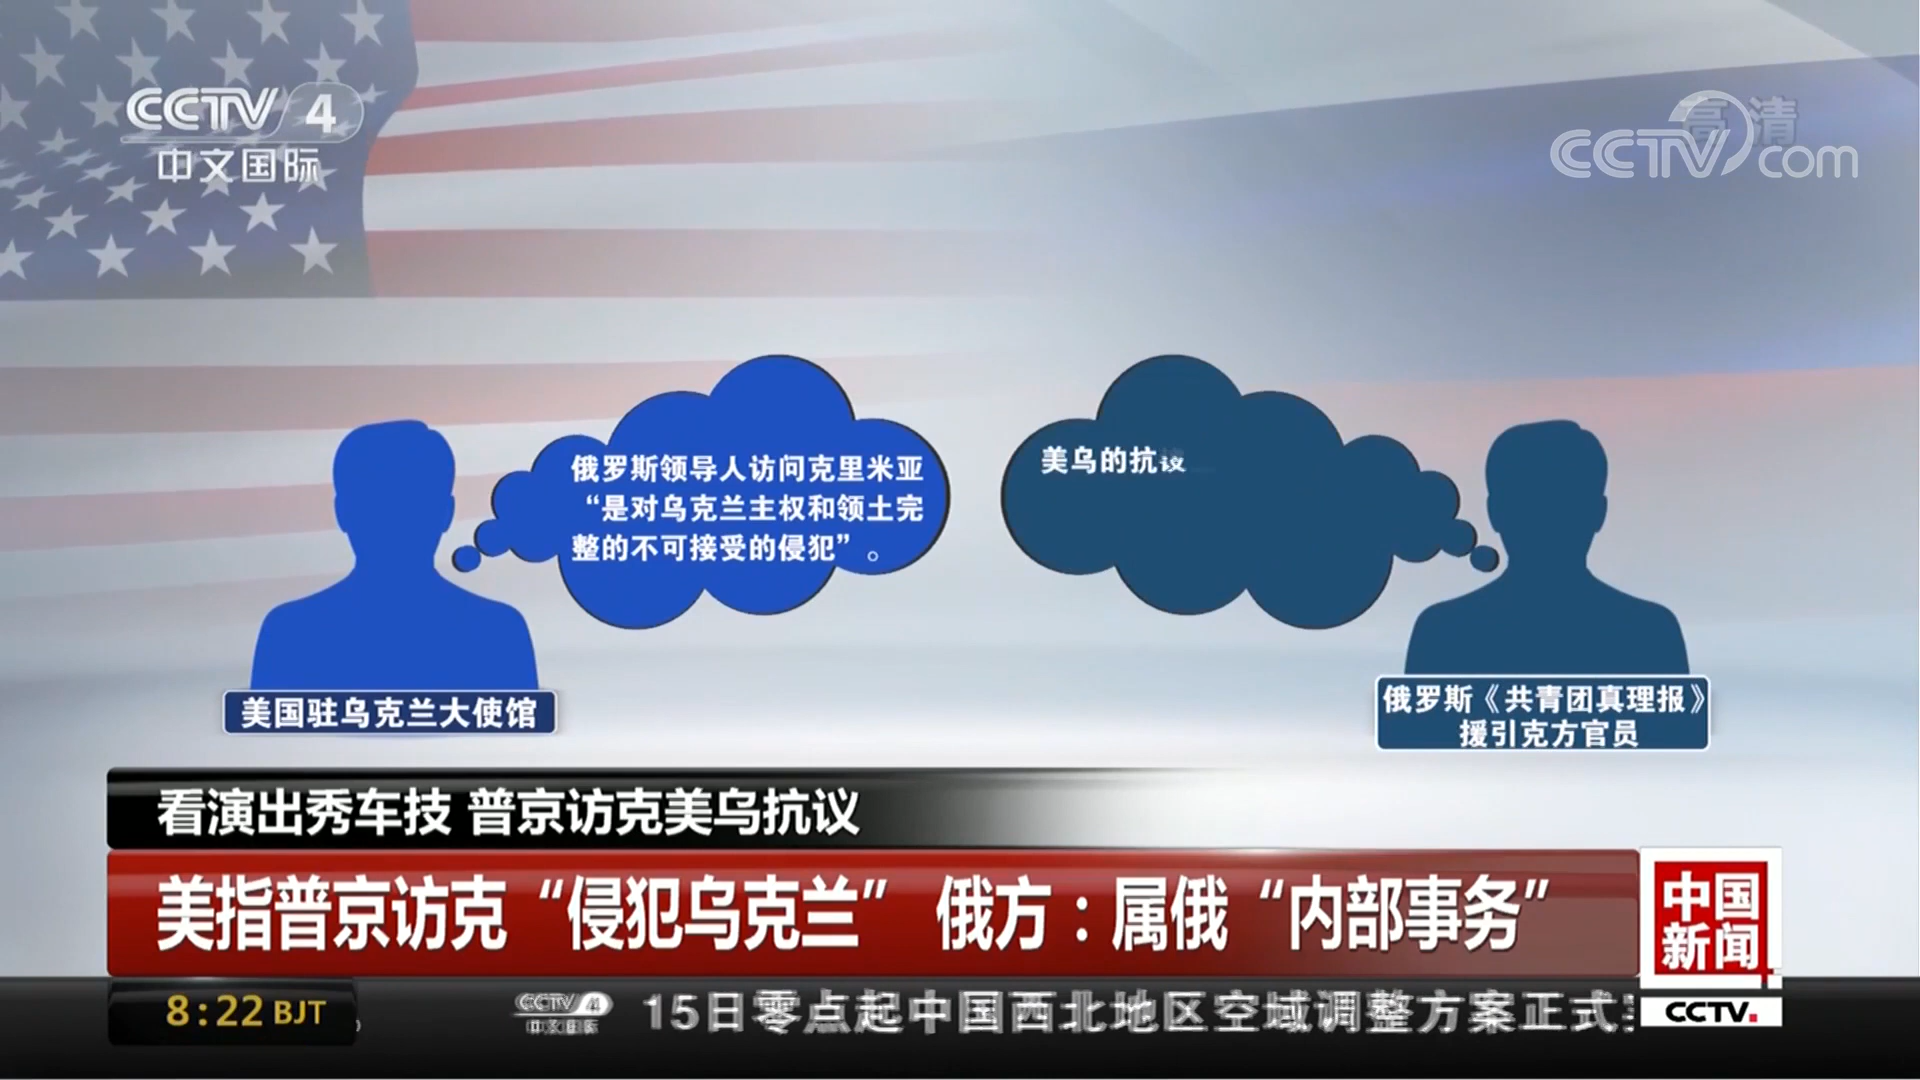 CCTV 4
中文国际
高清
CCTV com
俄罗斯领导人访问克里米亚
“是对乌克兰主权和领土完
整的不可接受的侵犯”。
美乌的抗议
美国驻乌克兰大使馆
俄罗斯《共青团真理报》
援引克方官员
看演出秀车技 普京访克美乌抗议
美指普京访克“侵犯乌克兰” 俄方：属俄“内部事务”
中国
新闻
8:22 BJT
CCTV 4
中文国际
15日零点起中国西北地区空域调整方案正式
CCTV.